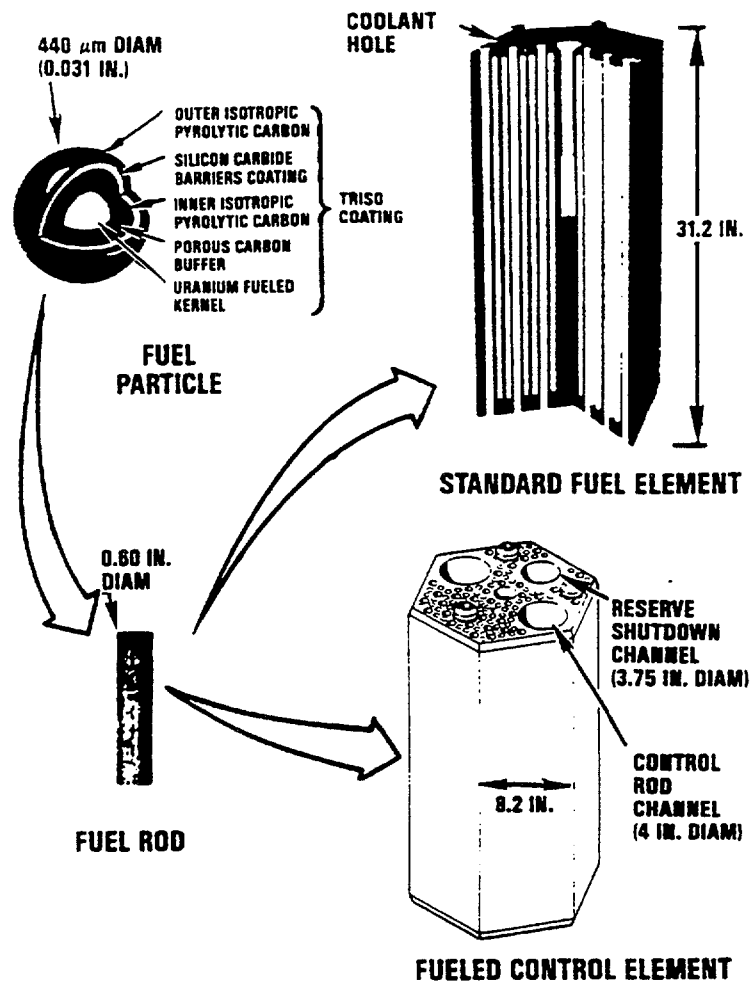 440 μm DIAM
(0.031 IN.)
OUTER ISOTROPIC
PYROLYTIC CARBON
SILICON CARBIDE
BARRIERS COATING
INNER ISOTROPIC
PYROLYTIC CARBON
POROUS CARBON
BUFFER
URANIUM FUELED
KERNEL
TRISO
COATING
FUEL
PARTICLE
COOLANT
HOLE
31.2 IN.
STANDARD FUEL ELEMENT
0.60 IN.
DIAM
FUEL ROD
RESERVE
SHUTDOWN
CHANNEL
(3.75 IN. DIAM)
CONTROL
ROD
CHANNEL
(4 IN. DIAM)
8.2 IN.
FUELED CONTROL ELEMENT